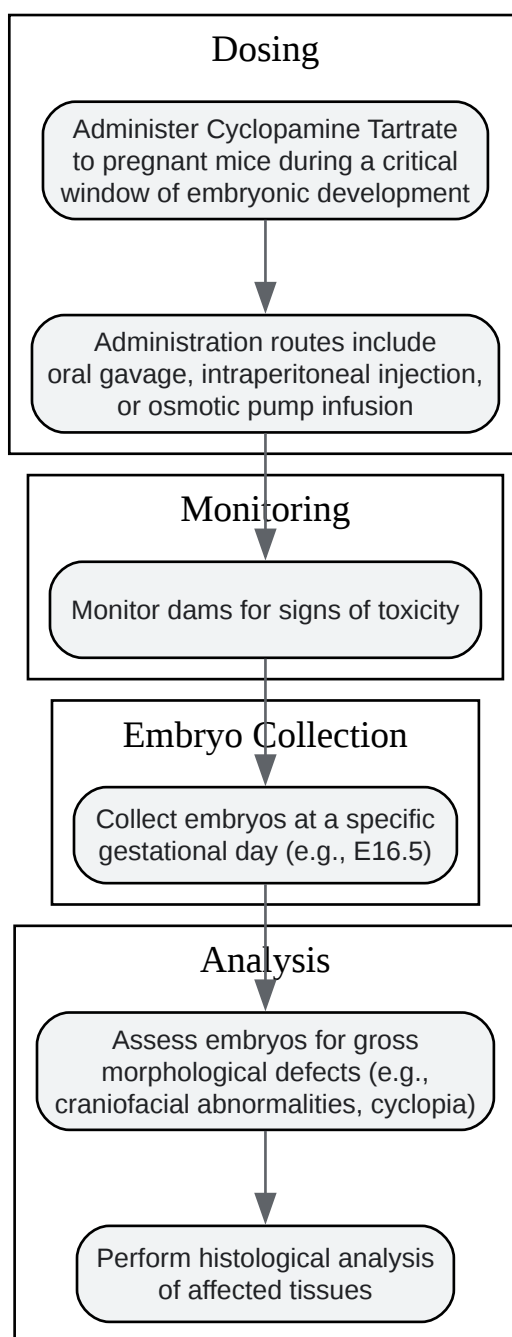 Dosing
Administer Cyclopamine Tartrate
to pregnant mice during a critical
window of embryonic development
Administration routes include
oral gavage, intraperitoneal injection,
or osmotic pump infusion
Monitoring
Monitor dams for signs of toxicity
Embryo Collection
Collect embryos at a specific
gestational day (e.g., E16.5)
Analysis
Assess embryos for gross
morphological defects (e.g.,
craniofacial abnormalities, cyclopia)
Perform histological analysis
of affected tissues